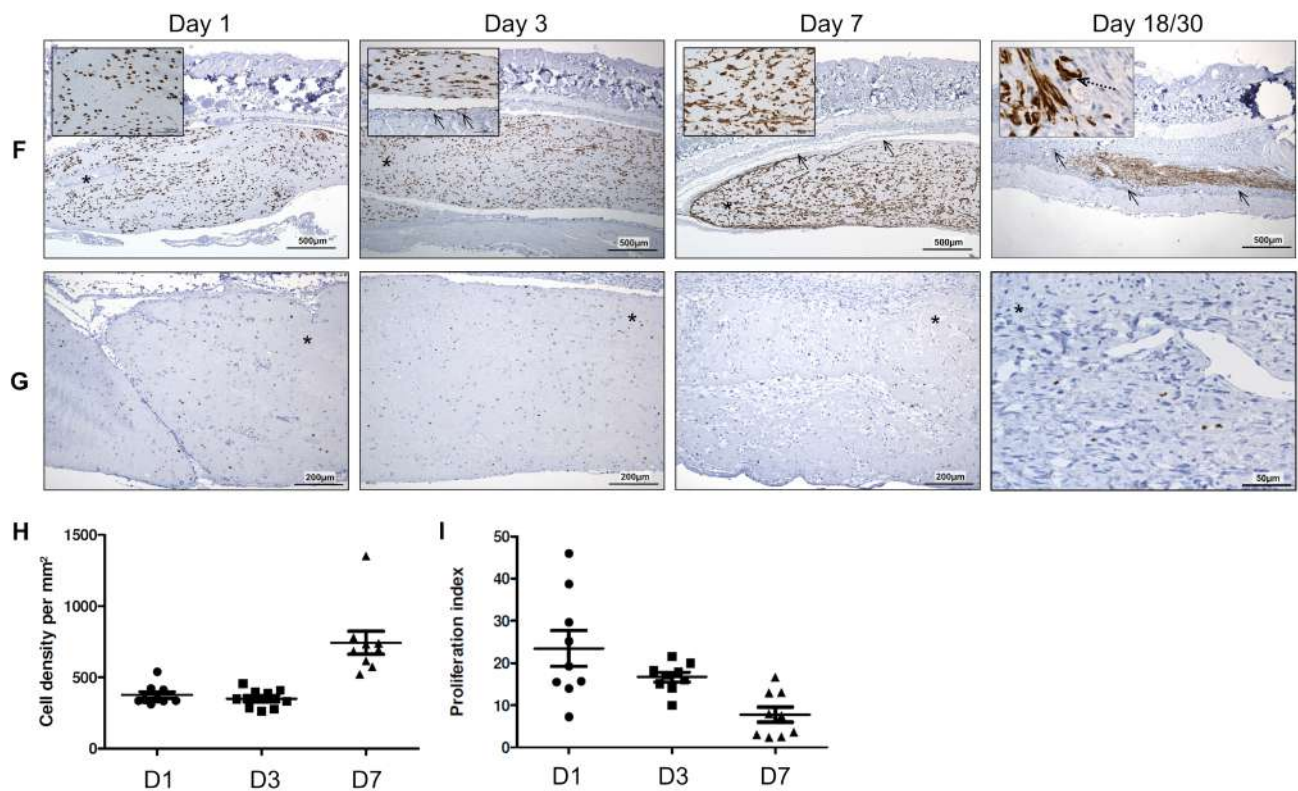 Day 1 Day 3 Day 7 Day 18/30
F
500µm 500µm 500µm 500µm
* * *
G
* * * *
200µm 200µm 200µm 50µm
H I
1500
1000
500
0
Cell density per mm²
D1 D3 D7
50
40
30
20
10
0
Proliferation index
D1 D3 D7